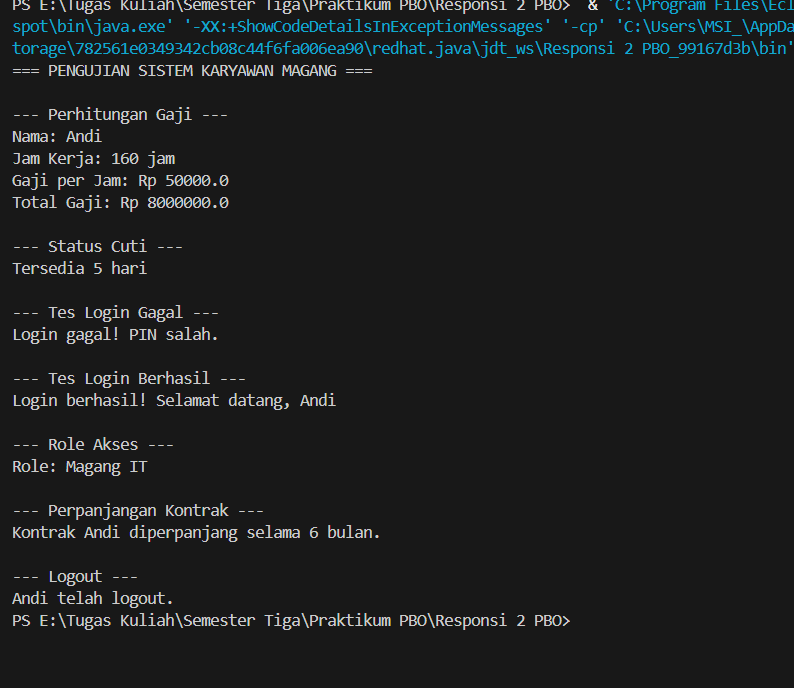 PS E:\Tugas Kuliah\Semester Tiga\Praktikum PBO\Responsi 2 PBO>  & 'C:\Program Files\Ecl
spot\bin\java.exe' '-XX:+ShowCodeDetailsInExceptionMessages' '-cp' 'C:\Users\MSI_\AppDa
torage\782561e0349342cb08c44f6fa006ea90\redhat.java\jdt_ws\Responsi 2 PBO_99167d3b\bin'
=== PENGUJIAN SISTEM KARYAWAN MAGANG ===
--- Perhitungan Gaji ---
Nama: Andi
Jam Kerja: 160 jam
Gaji per Jam: Rp 50000.0
Total Gaji: Rp 8000000.0
--- Status Cuti ---
Tersedia 5 hari
--- Tes Login Gagal ---
Login gagal! PIN salah.
--- Tes Login Berhasil ---
Login berhasil! Selamat datang, Andi
--- Role Akses ---
Role: Magang IT
--- Perpanjangan Kontrak ---
Kontrak Andi diperpanjang selama 6 bulan.
--- Logout ---
Andi telah logout.
PS E:\Tugas Kuliah\Semester Tiga\Praktikum PBO\Responsi 2 PBO>